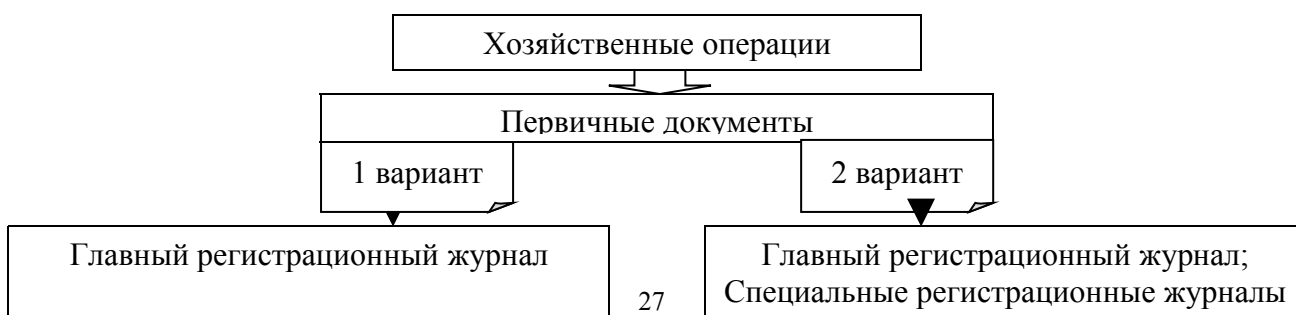 Хозяйственные операции
Первичные документы
1 вариант
2 вариант
Главный регистрационный журнал
Главный регистрационный журнал;
Специальные регистрационные журналы
27